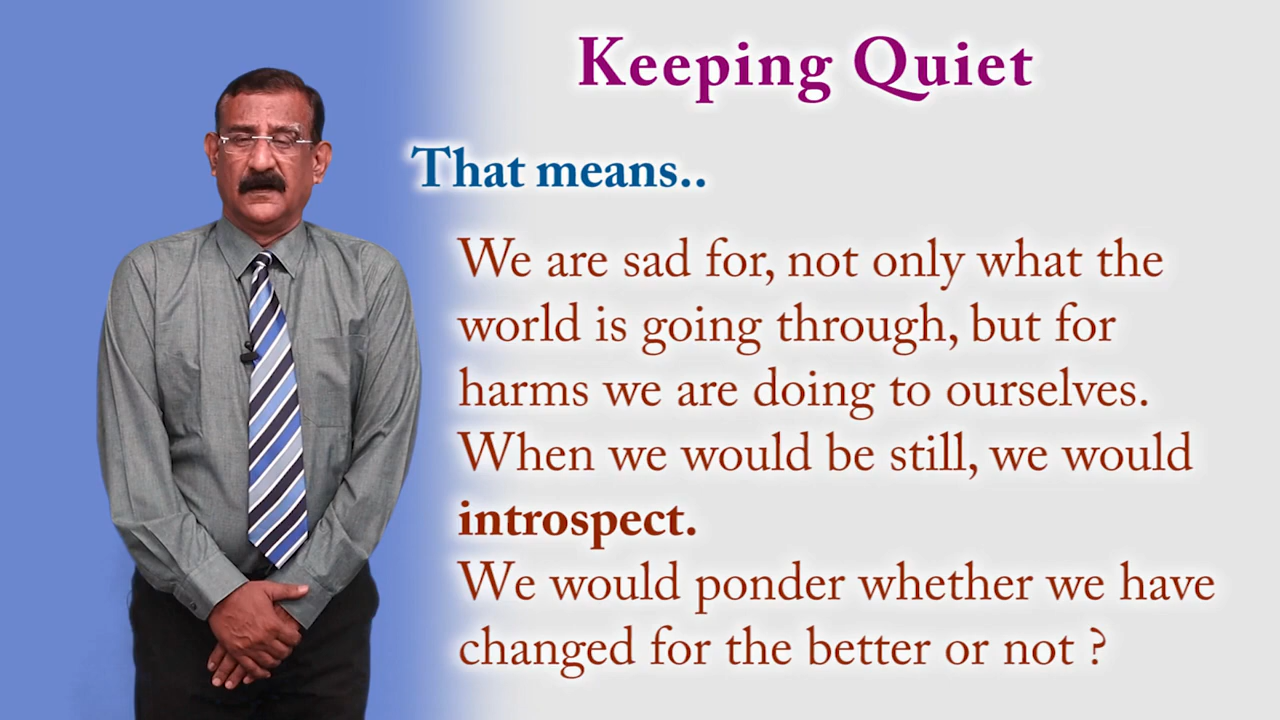 Keeping Quiet
That means..
We are sad for, not only what the
world is going through, but for
harms we are doing to ourselves.
When we would be still, we would
introspect.
We would ponder whether we have
changed for the better or not ?